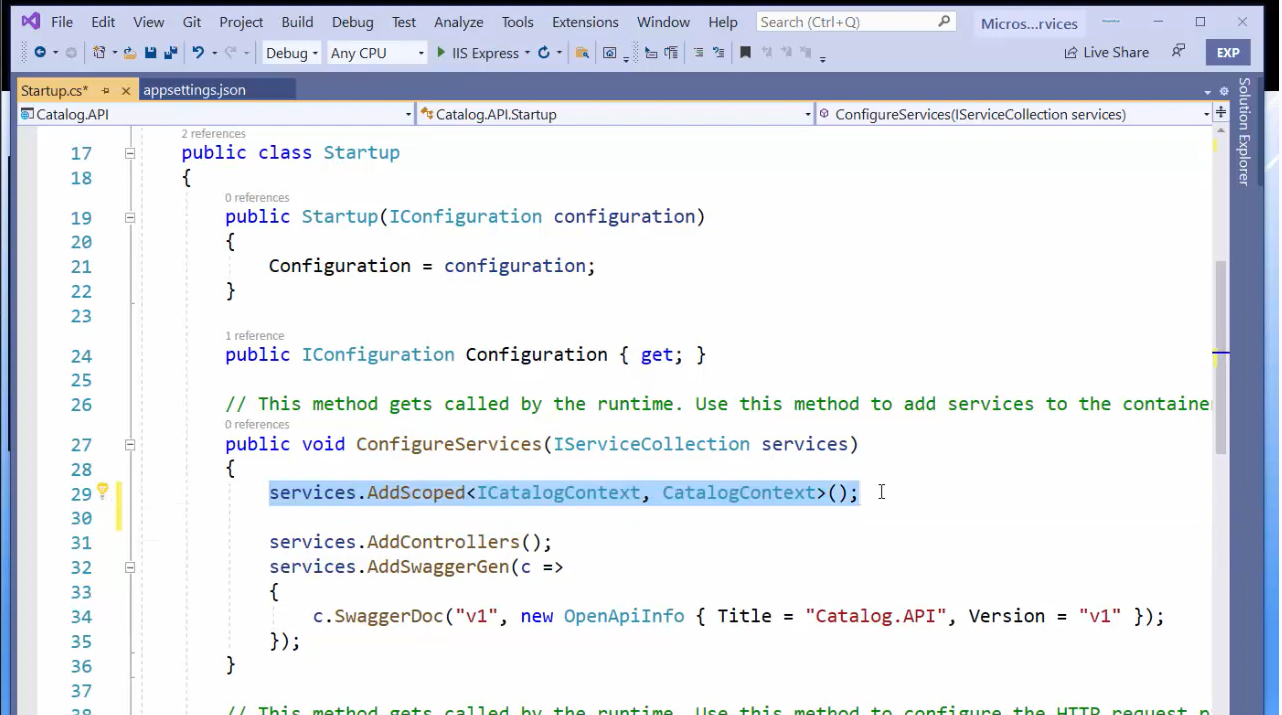 File Edit View Git Project Build Debug Test Analyze Tools Extensions Window Help Search (Ctrl+Q) Micros...rvices
Debug Any CPU IIS Express Live Share EXP
Startup.cs* appsettings.json
Catalog.API Catalog.API.Startup ConfigureServices(IServiceCollection services)
Solution Explorer
2 references
17 public class Startup
18 {
0 references
19 public Startup(IConfiguration configuration)
20 {
21 Configuration = configuration;
22 }
23
1 reference
24 public IConfiguration Configuration { get; }
25
26 // This method gets called by the runtime. Use this method to add services to the container
0 references
27 public void ConfigureServices(IServiceCollection services)
28 {
29 services.AddScoped<ICatalogContext, CatalogContext>();
30
31 services.AddControllers();
32 services.AddSwaggerGen(c =>
33 {
34 c.SwaggerDoc("v1", new OpenApiInfo { Title = "Catalog.API", Version = "v1" });
35 });
36 }
37
38 // This method gets called by the runtime. Use this method to configure the HTTP request